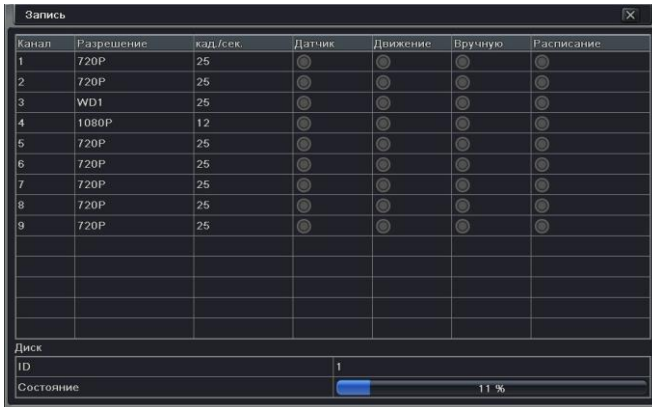 Запись
Канал Разрешение кад./сек. Датчик Движение Вручную Расписание
1 720P 25
2 720P 25
3 WD1 25
4 1080P 12
5 720P 25
6 720P 25
7 720P 25
8 720P 25
9 720P 25
Диск
ID 1
Состояние 11 %